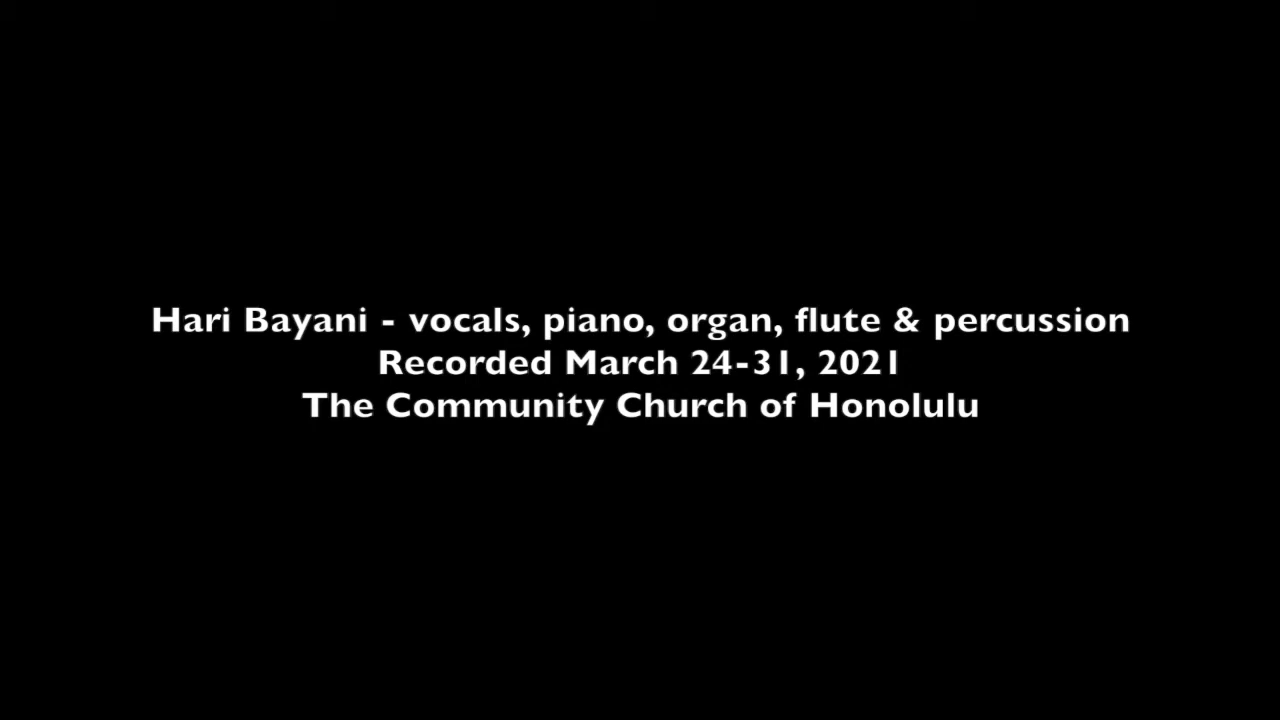 Hari Bayani - vocals, piano, organ, flute & percussion
Recorded March 24-31, 2021
The Community Church of Honolulu